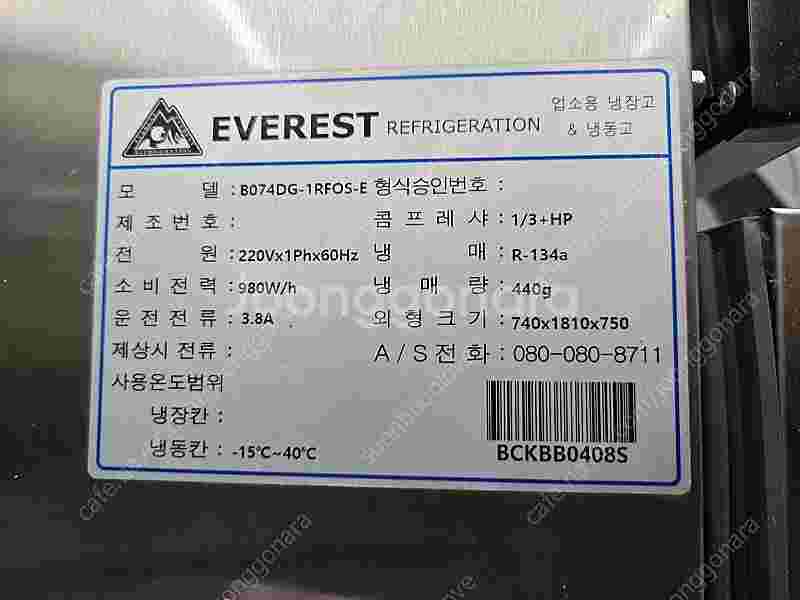 EVEREST REFRIGERATION
업소용 냉장고
& 냉동고
모 델 : B074DG-1RFOS-E 형식승인번호 :
제 조 번 호 : 콤 프 레 샤 : 1/3+HP
전 원 : 220Vx1Phx60Hz 냉 매 : R-134a
소 비 전 력 : 980W/h 냉 매 량 : 440g
운 전 전 류 : 3.8A 외 형 크 기 : 740x1810x750
제상시 전류 : A/S전화 : 080-080-8711
사용온도범위
냉장칸 :
냉동칸 : -15℃~40℃
BCKBB0408S
Joonggonara